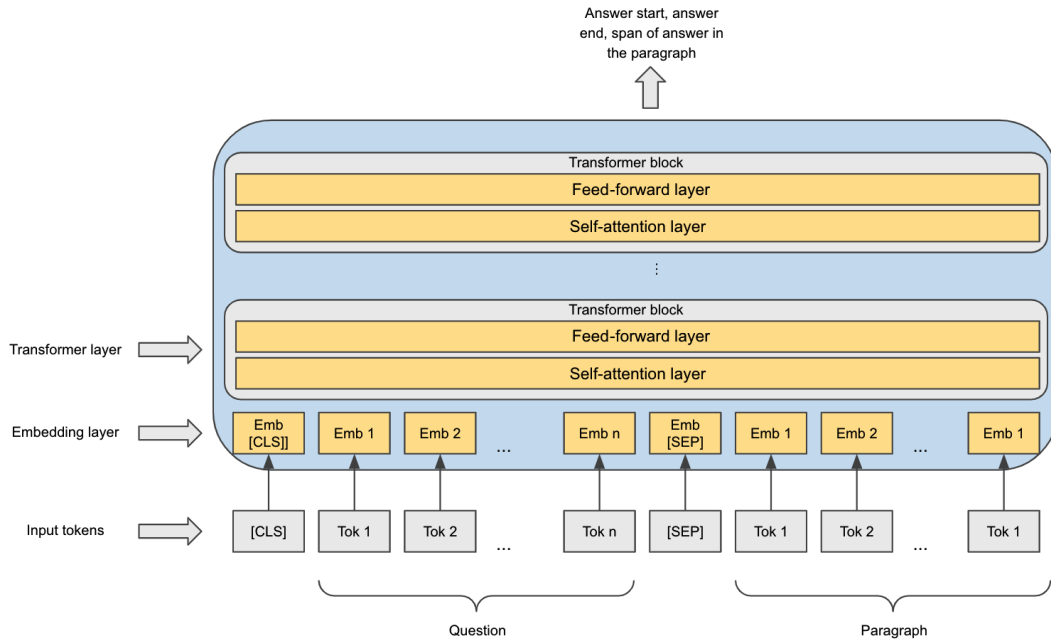 Answer start, answer
end, span of answer in
the paragraph
Transformer block
Feed-forward layer
Self-attention layer
...
Transformer block
Feed-forward layer
Transformer layer
Self-attention layer
Embedding layer
Emb
[CLS]]
Emb 1
Emb 2
...
Emb n
Emb
[SEP]
Emb 1
Emb 2
...
Emb 1
Input tokens
[CLS]
Tok 1
Tok 2
...
Tok n
[SEP]
Tok 1
Tok 2
...
Tok 1
Question
Paragraph